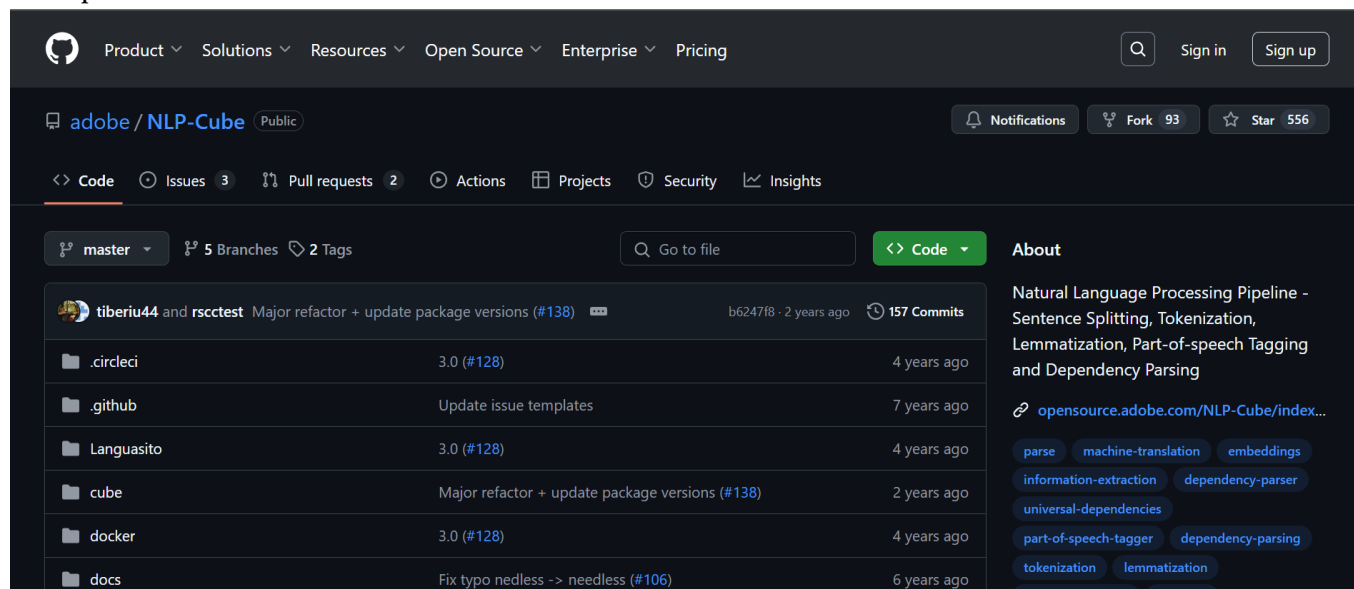 Product Solutions Resources Open Source Enterprise Pricing Sign in Sign up
adobe / NLP-Cube Public Notifications Fork 93 Star 556
Code Issues 3 Pull requests 2 Actions Projects Security Insights
master 5 Branches 2 Tags Go to file Code
tiberiu44 and rscctest Major refactor + update package versions (#138) b6247f8 · 2 years ago 157 Commits
.circleci 3.0 (#128) 4 years ago
.github Update issue templates 7 years ago
Languasito 3.0 (#128) 4 years ago
cube Major refactor + update package versions (#138) 2 years ago
docker 3.0 (#128) 4 years ago
docs Fix typo nedless -> needless (#106) 6 years ago
About
Natural Language Processing Pipeline -
Sentence Splitting, Tokenization,
Lemmatization, Part-of-speech Tagging
and Dependency Parsing
opensource.adobe.com/NLP-Cube/index...
parse machine-translation embeddings
information-extraction dependency-parser
universal-dependencies
part-of-speech-tagger dependency-parsing
tokenization lemmatization